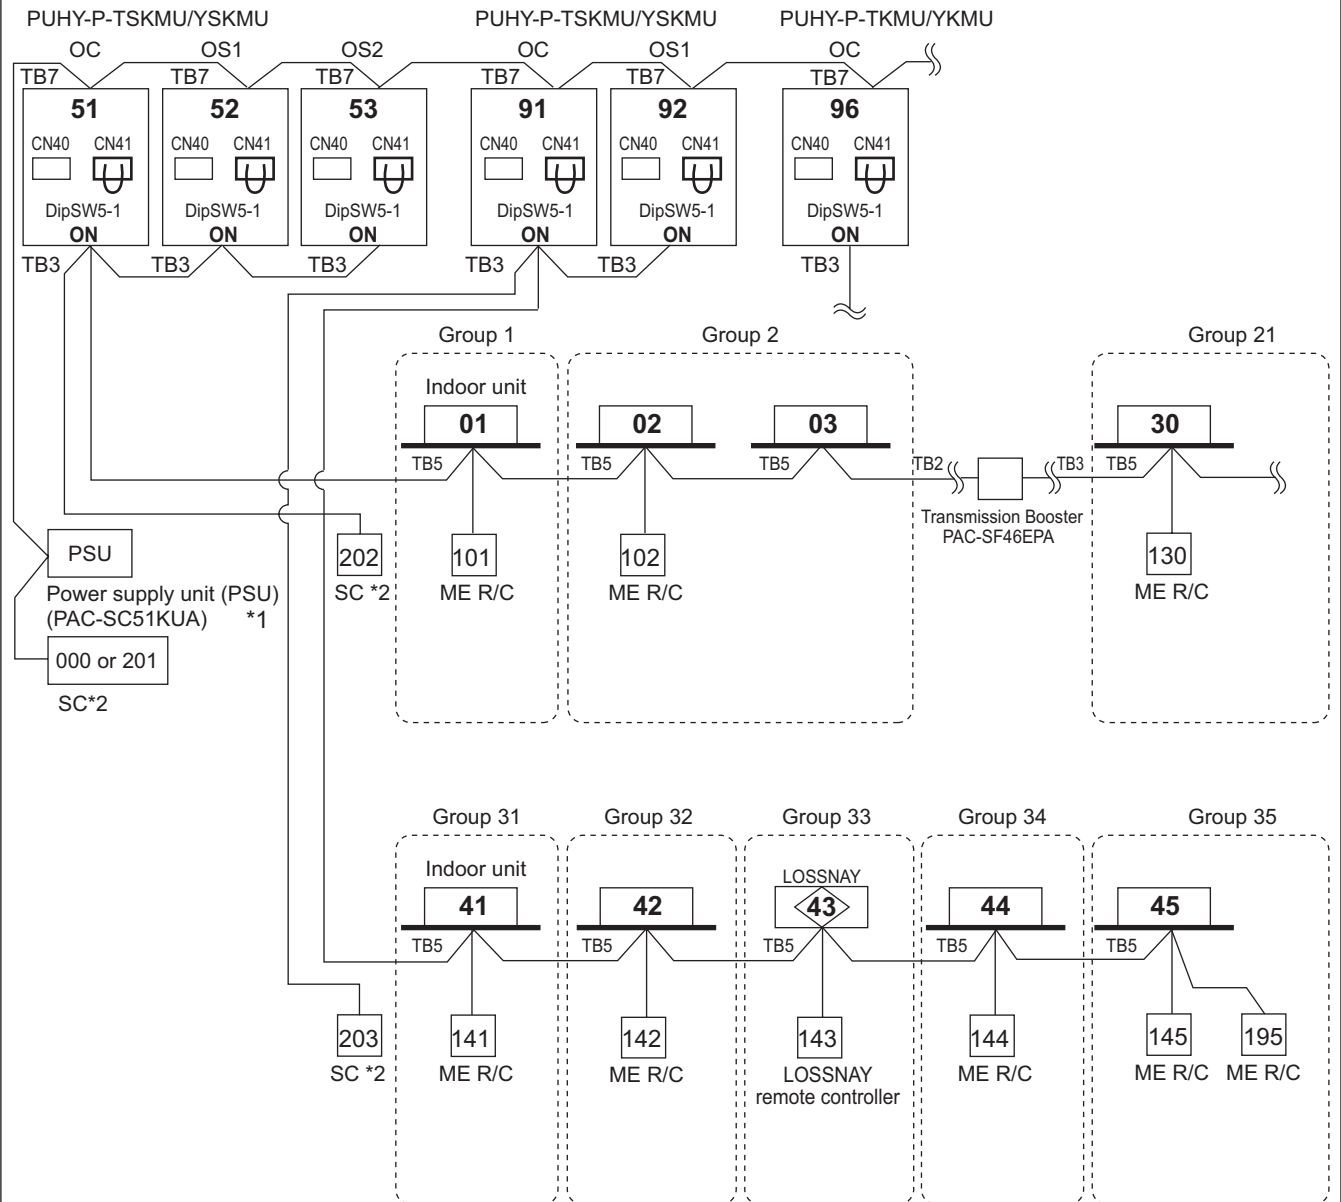 PUHY-P-TSKMU/YSKMU PUHY-P-TSKMU/YSKMU PUHY-P-TKMU/YKMU
OC OS1 OS2 OC OS1 OC
TB7 TB7 TB7 TB7 TB7 TB7
51 52 53 91 92 96
CN40 CN41 CN40 CN41 CN40 CN41 CN40 CN41 CN40 CN41 CN40 CN41
DipSW5-1 DipSW5-1 DipSW5-1 DipSW5-1 DipSW5-1 DipSW5-1
ON ON ON ON ON ON
TB3 TB3 TB3 TB3 TB3 TB3
Group 1 Group 2 Group 21
Indoor unit
01 02 03 30
TB5 TB5 TB5 TB2 TB3 TB5
Transmission Booster
PAC-SF46EPA
PSU 202 101 102 130
SC *2 ME R/C ME R/C ME R/C
Power supply unit (PSU)
(PAC-SC51KUA) *1
000 or 201
SC*2
Group 31 Group 32 Group 33 Group 34 Group 35
Indoor unit LOSSNAY
41 42 43 44 45
TB5 TB5 TB5 TB5 TB5
203 141 142 143 144 145 195
SC *2 ME R/C ME R/C LOSSNAY ME R/C ME R/C ME R/C
remote controller